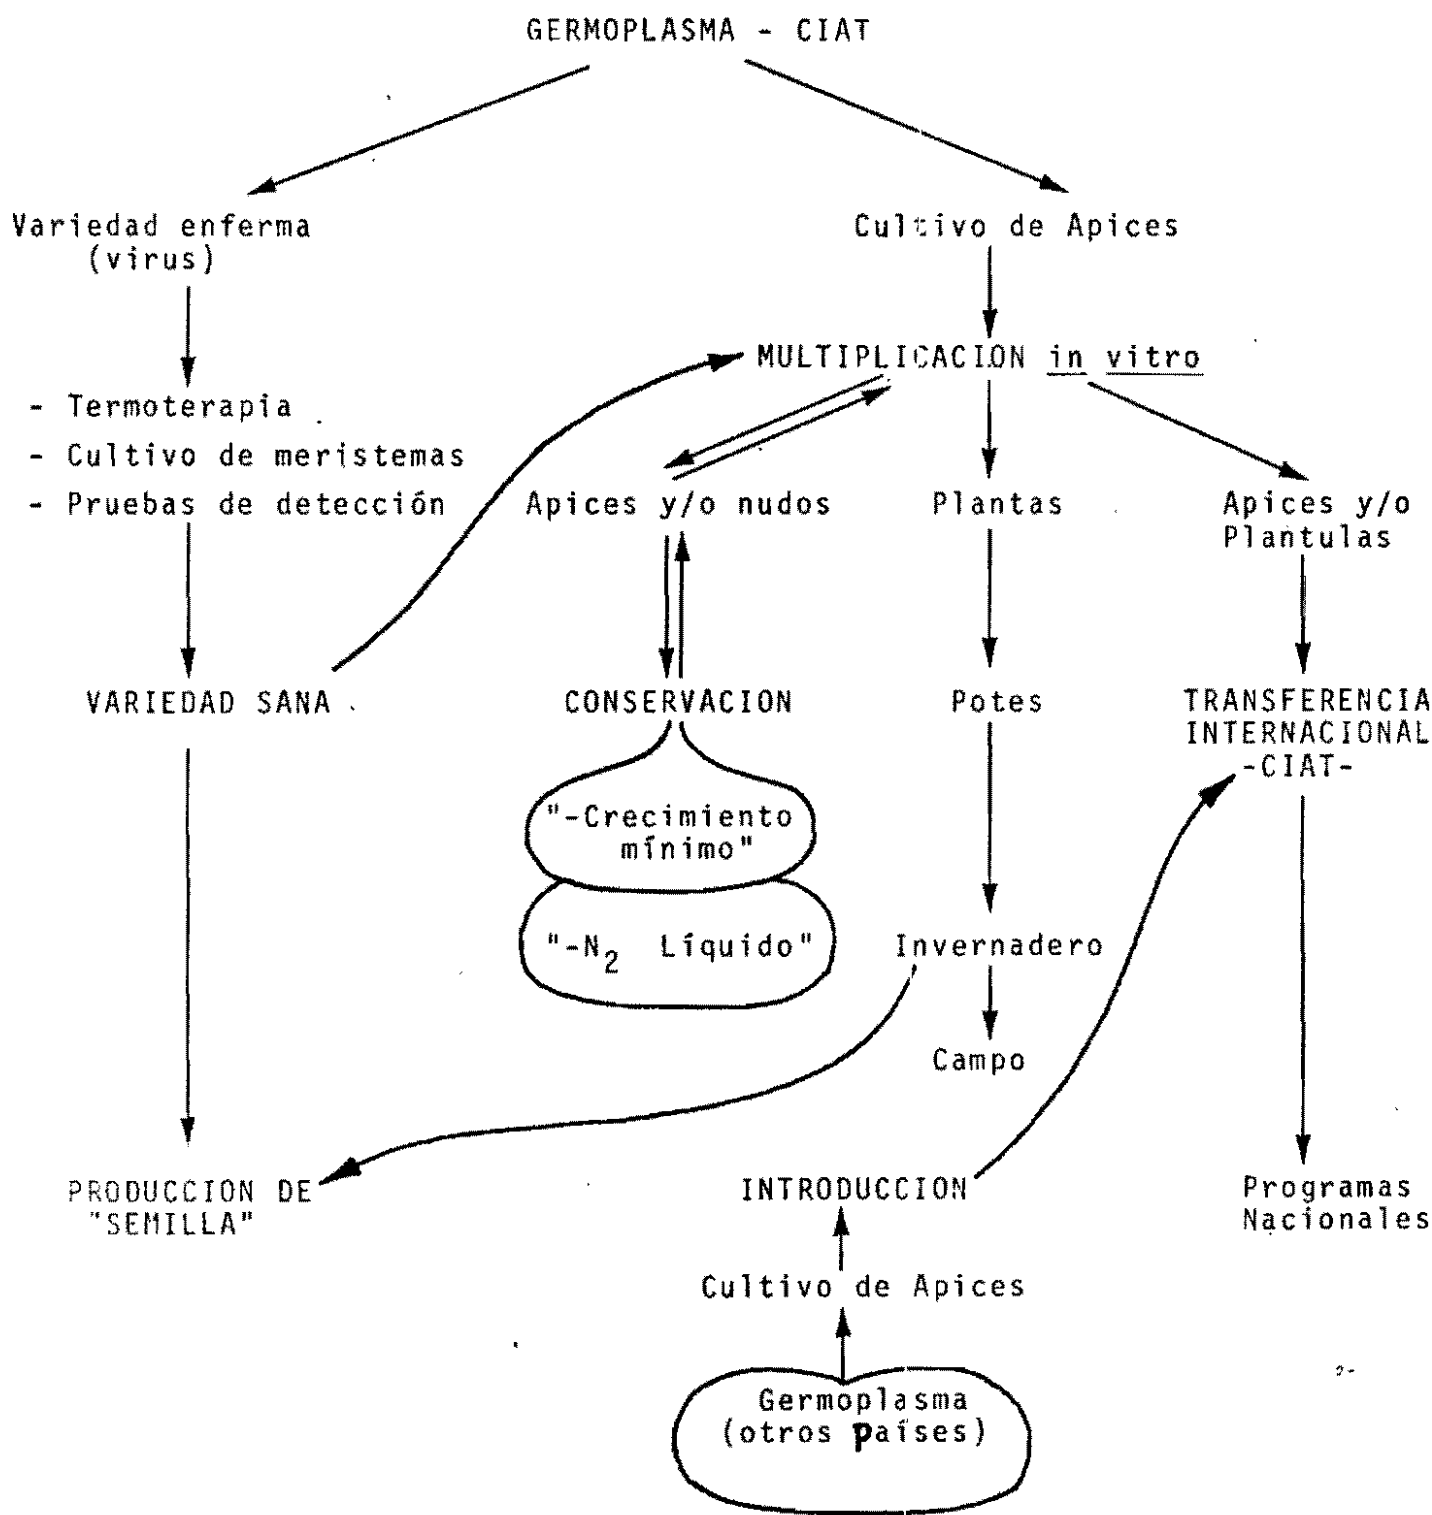 GERMOPLASMA - CIAT
Variedad enferma
(virus)
Cultivo de Apices
MULTIPLICACION in vitro
- Termoterapia
- Cultivo de meristemas
- Pruebas de detección
Apices y/o nudos
Plantas
Apices y/o
Plantulas
VARIEDAD SANA
CONSERVACION
Potes
TRANSFERENCIA
INTERNACIONAL
-CIAT-
"-Crecimiento
mínimo"
"-N₂ Líquido"
Invernadero
Campo
PRODUCCION DE
"SEMILLA"
INTRODUCCION
Programas
Nacionales
Cultivo de Apices
Germoplasma
(otros países)